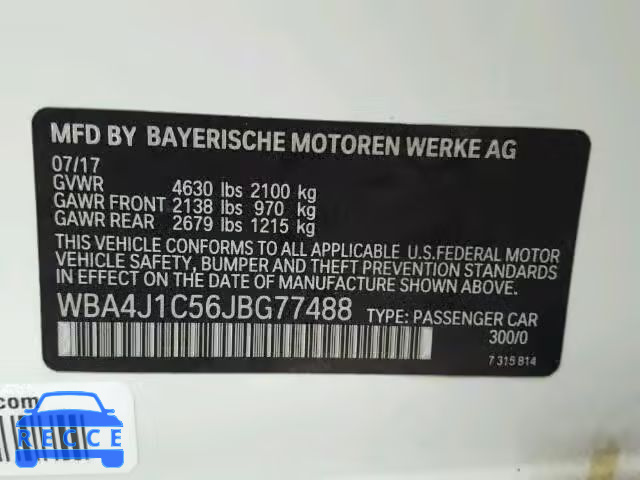 MFD BY BAYERISCHE MOTOREN WERKE AG
07/17
GVWR 4630 lbs 2100 kg
GAWR FRONT 2138 lbs 970 kg
GAWR REAR 2679 lbs 1215 kg
THIS VEHICLE CONFORMS TO ALL APPLICABLE U.S.FEDERAL MOTOR
VEHICLE SAFETY, BUMPER AND THEFT PREVENTION STANDARDS
IN EFFECT ON THE DATE OF MANUFACTURE SHOWN ABOVE.
WBA4J1C56JBG77488 TYPE: PASSENGER CAR
300/0
7 315 814
.com
DECODE
RECCE